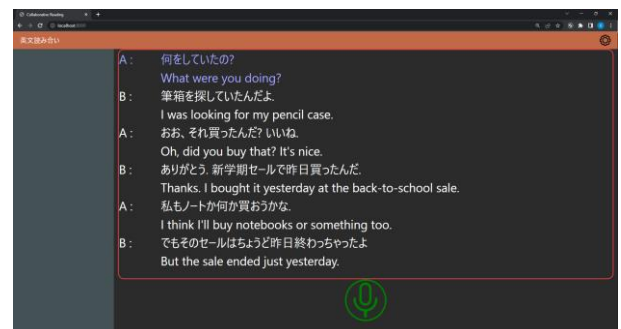 Collaborative Reading
localhost
英文読み合い
A : 何をしていたの?
What were you doing?
B : 筆箱を探していたんだよ.
I was looking for my pencil case.
A : おお、それ買ったんだ? いいね.
Oh, did you buy that? It's nice.
B : ありがとう. 新学期セールで昨日買ったんだ.
Thanks. I bought it yesterday at the back-to-school sale.
A : 私もノートか何か買おうかな.
I think I'll buy notebooks or something too.
B : でもそのセールはちょうど昨日終わっちゃったよ
But the sale ended just yesterday.